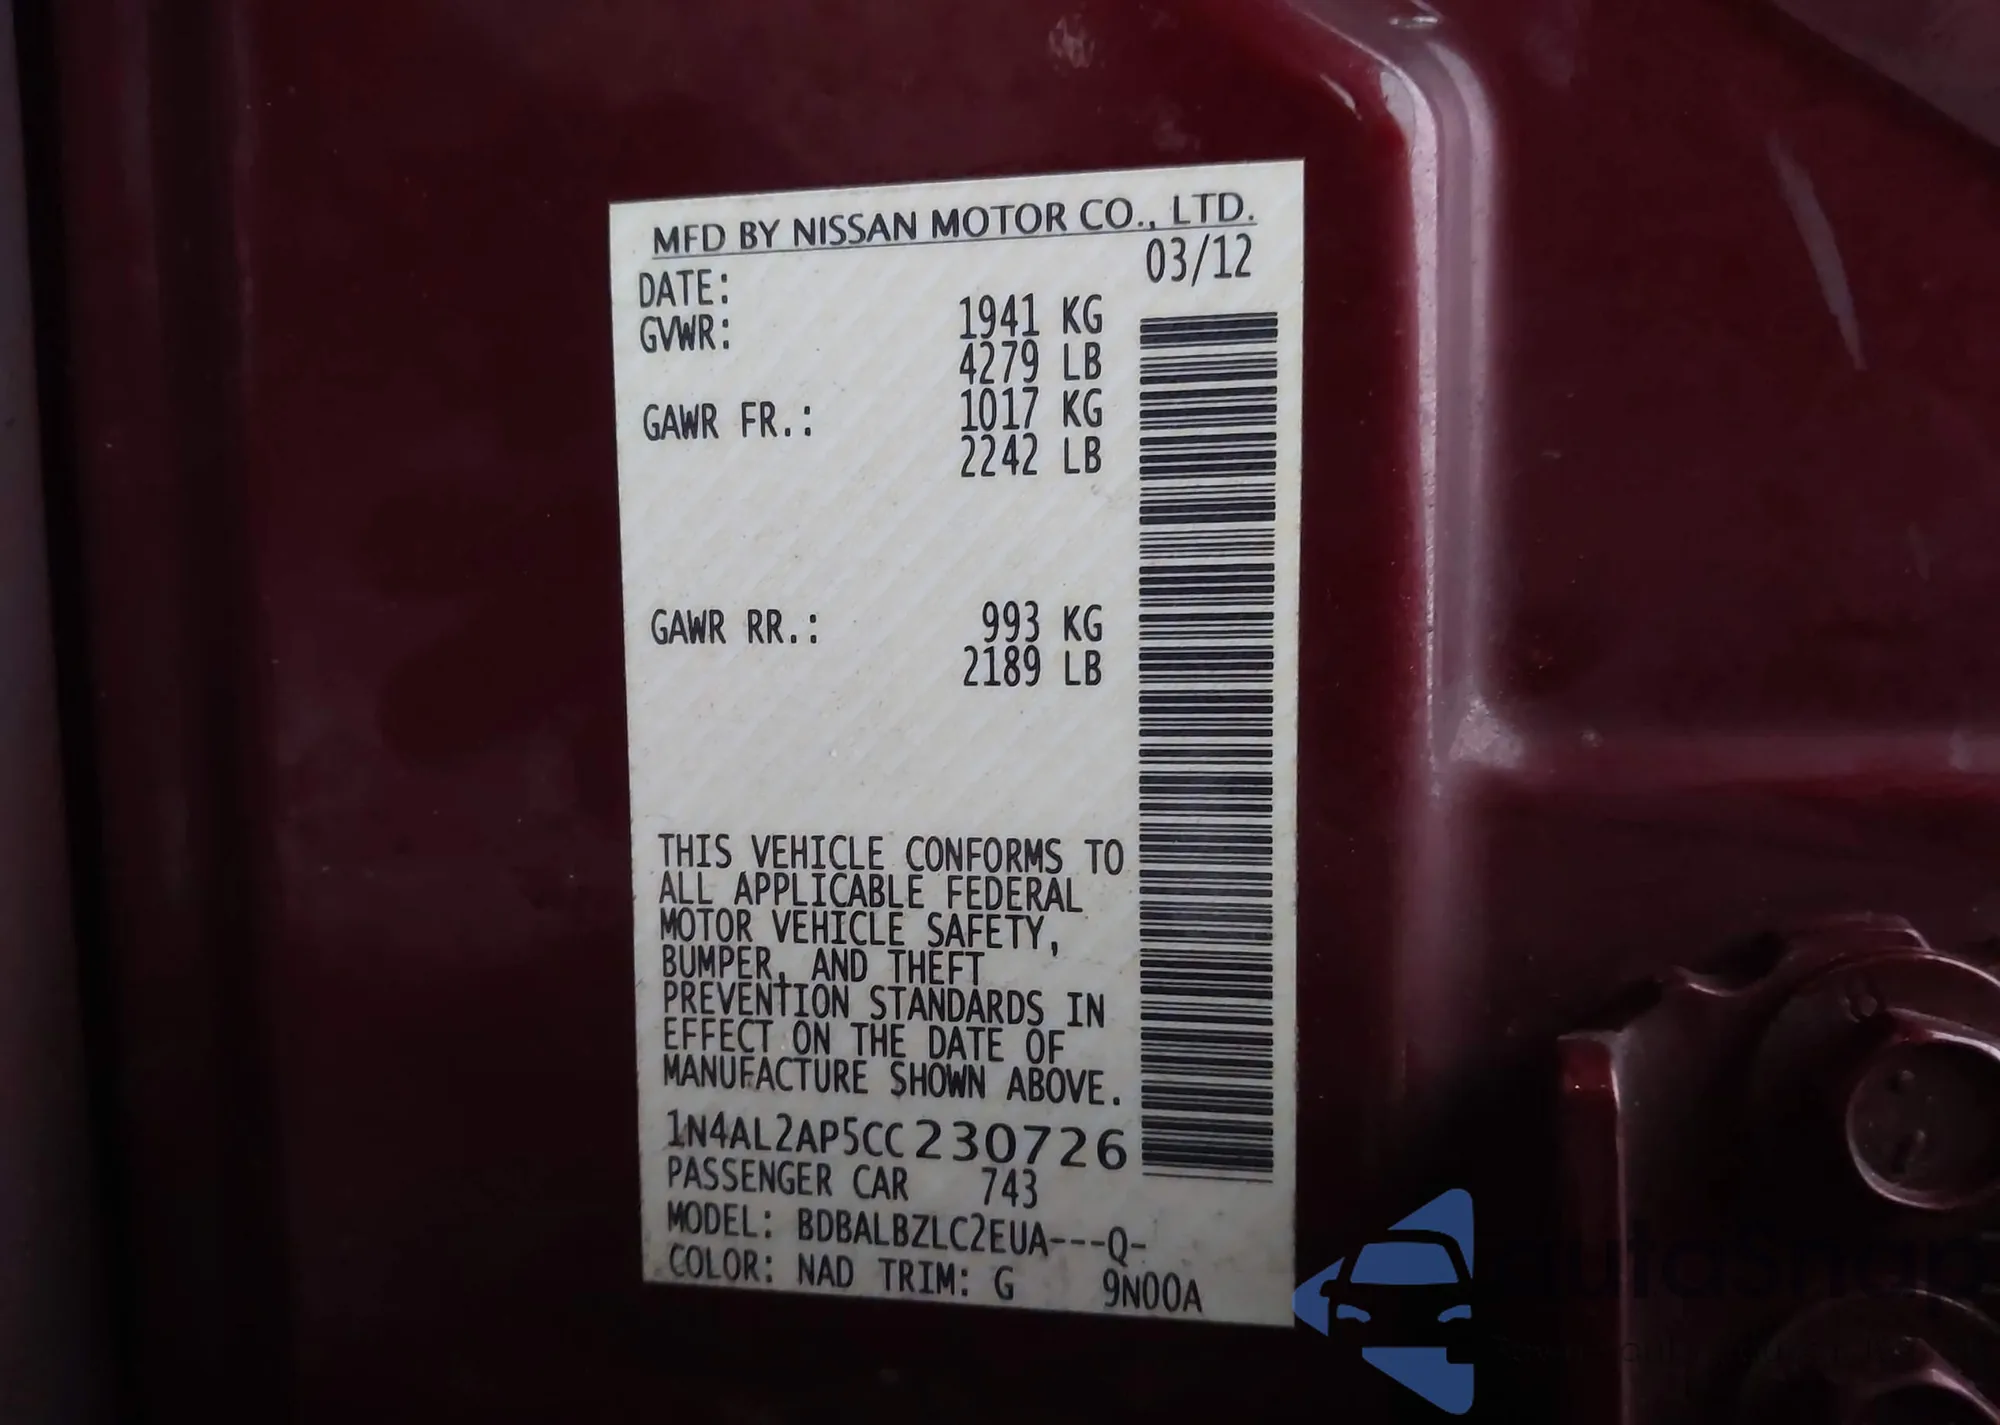 MFD BY NISSAN MOTOR CO., LTD.
DATE: 03/12
GVWR: 1941 KG
4279 LB
GAWR FR.: 1017 KG
2242 LB
GAWR RR.: 993 KG
2189 LB
THIS VEHICLE CONFORMS TO
ALL APPLICABLE FEDERAL
MOTOR VEHICLE SAFETY,
BUMPER, AND THEFT
PREVENTION STANDARDS IN
EFFECT ON THE DATE OF
MANUFACTURE SHOWN ABOVE.
1N4AL2AP5CC230726
PASSENGER CAR 743
MODEL: BDBALBZLC2EUA---Q-
COLOR: NAD TRIM: G 9N00A
autosnap